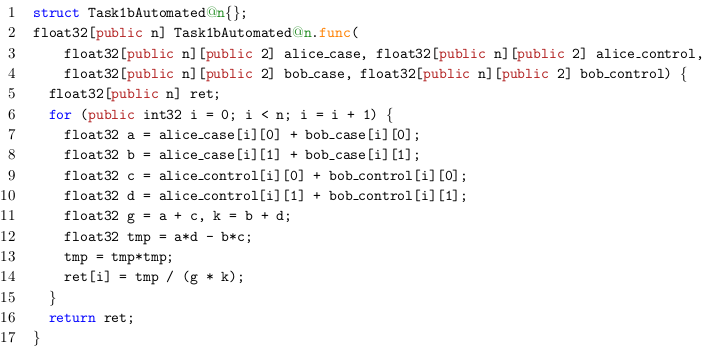 1 struct Task1bAutomated@n{};
2 float32[public n] Task1bAutomated@n.func(
3 float32[public n][public 2] alice_case, float32[public n][public 2] alice_control,
4 float32[public n][public 2] bob_case, float32[public n][public 2] bob_control) {
5 float32[public n] ret;
6 for (public int32 i = 0; i < n; i = i + 1) {
7 float32 a = alice_case[i][0] + bob_case[i][0];
8 float32 b = alice_case[i][1] + bob_case[i][1];
9 float32 c = alice_control[i][0] + bob_control[i][0];
10 float32 d = alice_control[i][1] + bob_control[i][1];
11 float32 g = a + c, k = b + d;
12 float32 tmp = a*d - b*c;
13 tmp = tmp*tmp;
14 ret[i] = tmp / (g * k);
15 }
16 return ret;
17 }